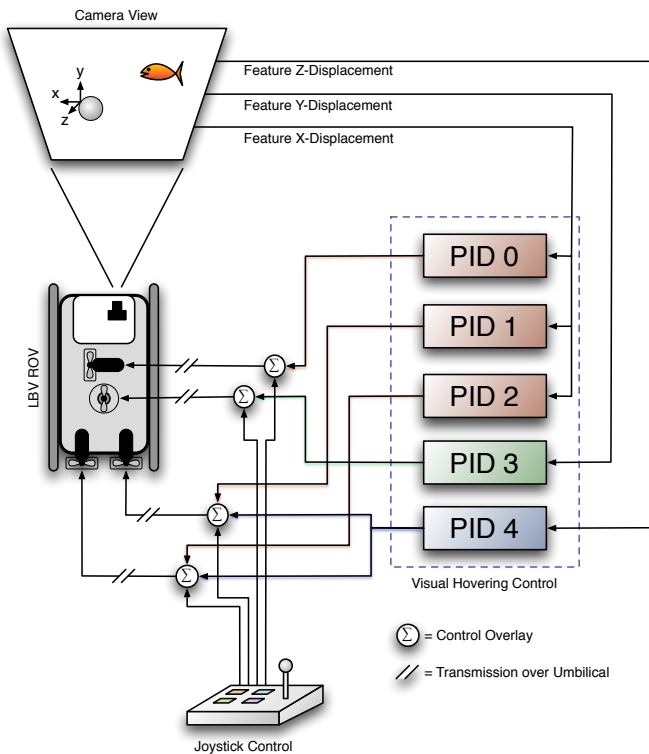 Camera View
Feature Z-Displacement
y
Feature Y-Displacement
x
z
Feature X-Displacement
PID 0
PID 1
LBV ROV
Σ
PID 2
Σ
PID 3
Σ
PID 4
Σ
Visual Hovering Control
Σ = Control Overlay
// = Transmission over Umbilical
Joystick Control